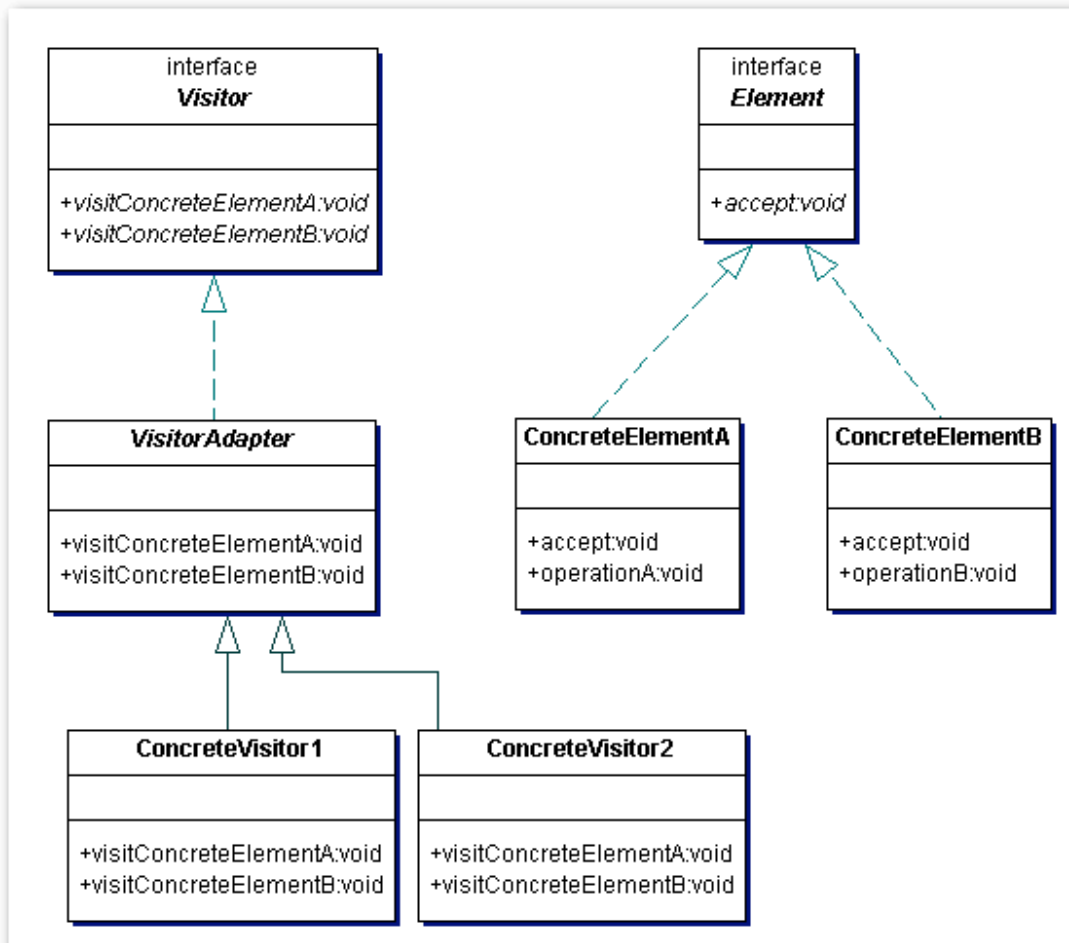 interface
Visitor
+visitConcreteElementA:void
+visitConcreteElementB:void
interface
Element
+accept:void
VisitorAdapter
+visitConcreteElementA:void
+visitConcreteElementB:void
ConcreteElementA
+accept:void
+operationA:void
ConcreteElementB
+accept:void
+operationB:void
ConcreteVisitor1
+visitConcreteElementA:void
+visitConcreteElementB:void
ConcreteVisitor2
+visitConcreteElementA:void
+visitConcreteElementB:void